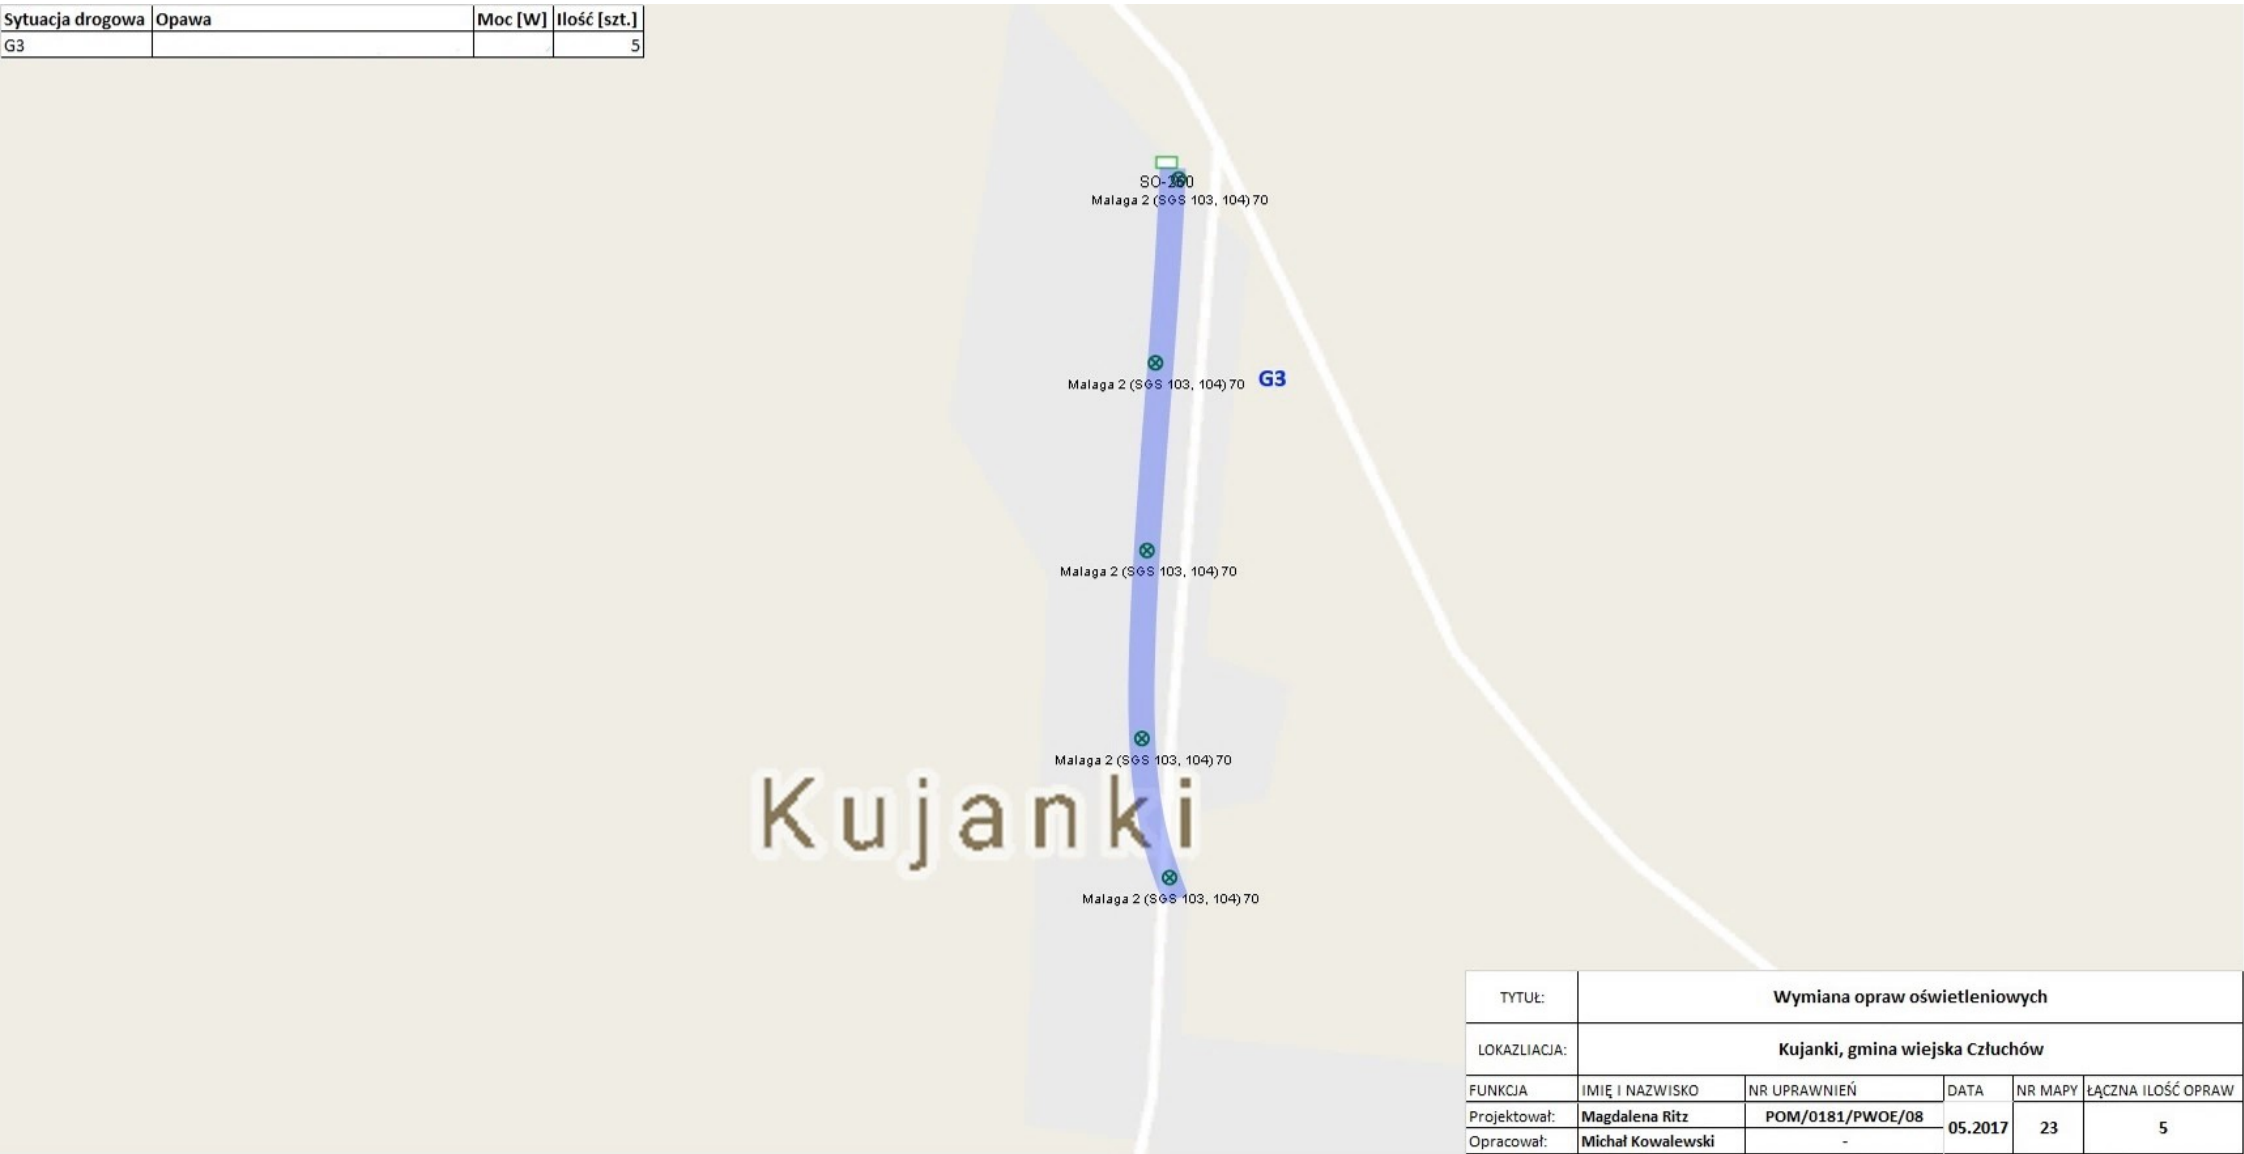 Sytuacja drogowa Opawa Moc [W] Ilość [szt.]
G3 5
Malaga 2 (SGS 103, 104) 70
Malaga 2 (SGS 103, 104) 70 G3
Malaga 2 (SGS 103, 104) 70
Malaga 2 (SGS 103, 104) 70
Kujanki
Malaga 2 (SGS 103, 104) 70
TYTUŁ: Wymiana opraw oświetleniowych
LOKAZLIACJA: Kujanki, gmina wiejska Człuchów
FUNKCJA IMIĘ I NAZWISKO NR UPRAWNIEŃ DATA NR MAPY ŁĄCZNA ILOŚĆ OPRAW
Projektował: Magdalena Ritz POM/0181/PWOE/08 05.2017 23 5
Opracował: Michał Kowalewski -